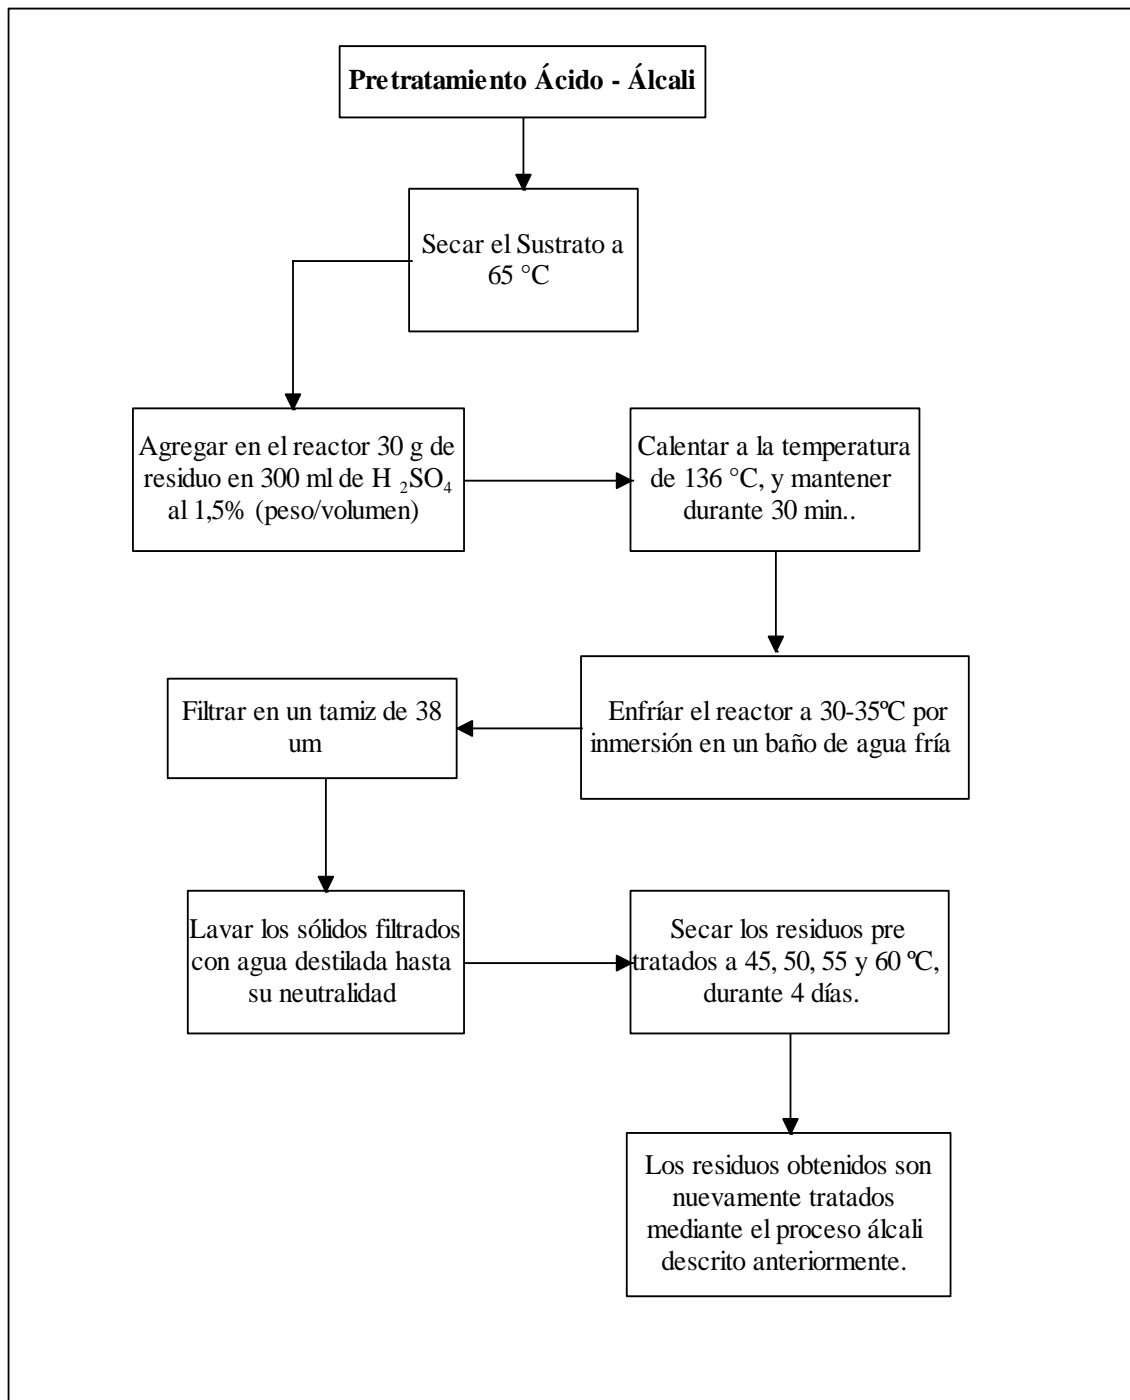 Pretratamiento Ácido - Álcali
Secar el Sustrato a
65 °C
Agregar en el reactor 30 g de
residuo en 300 ml de H ₂SO₄
al 1,5% (peso/volumen)
Calentar a la temperatura
de 136 °C, y mantener
durante 30 min..
Enfríar el reactor a 30-35ºC por
inmersión en un baño de agua fría
Filtrar en un tamiz de 38
um
Lavar los sólidos filtrados
con agua destilada hasta
su neutralidad
Secar los residuos pre
tratados a 45, 50, 55 y 60 ºC,
durante 4 días.
Los residuos obtenidos son
nuevamente tratados
mediante el proceso álcali
descrito anteriormente.